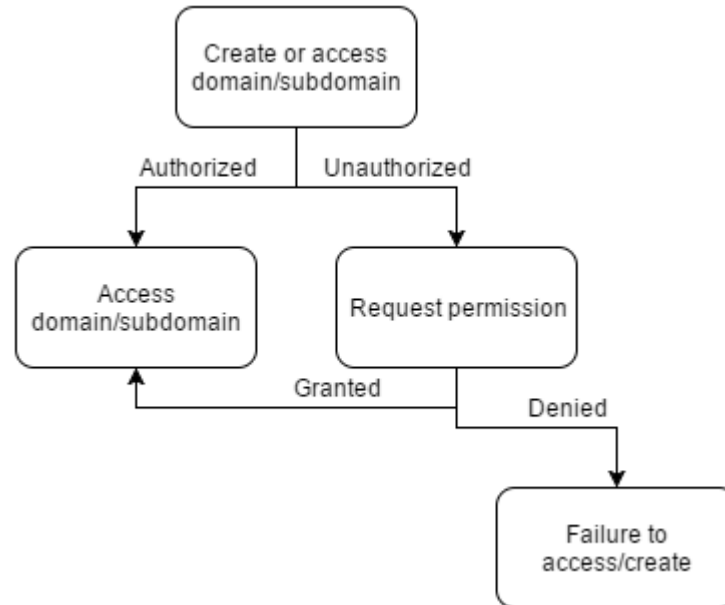 Create or access
domain/subdomain
Authorized
Unauthorized
Access
domain/subdomain
Request permission
Granted
Denied
Failure to
access/create